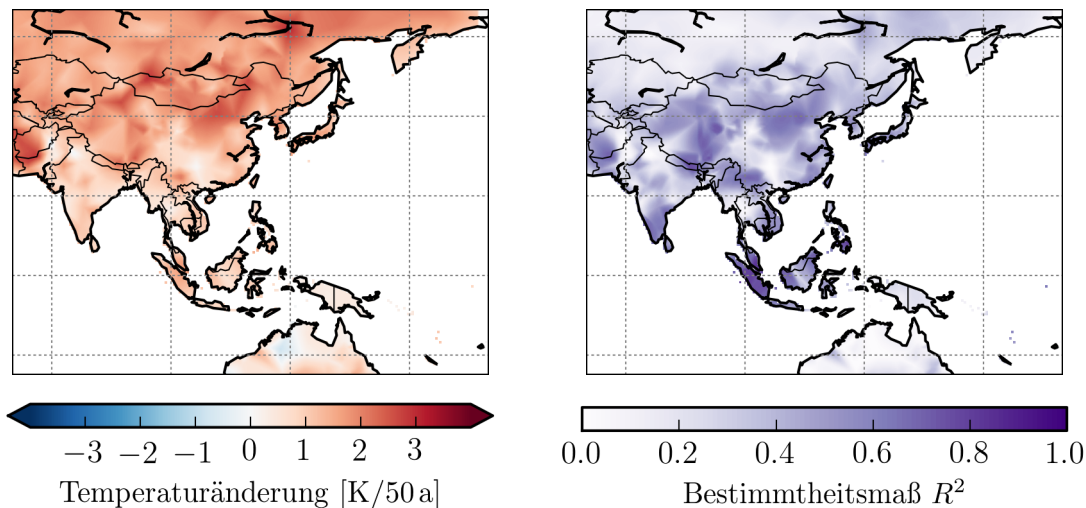 −3 −2 −1 0 1 2 3
Temperaturänderung [K/50 a]
0.0 0.2 0.4 0.6 0.8 1.0
Bestimmtheitsmaß R²